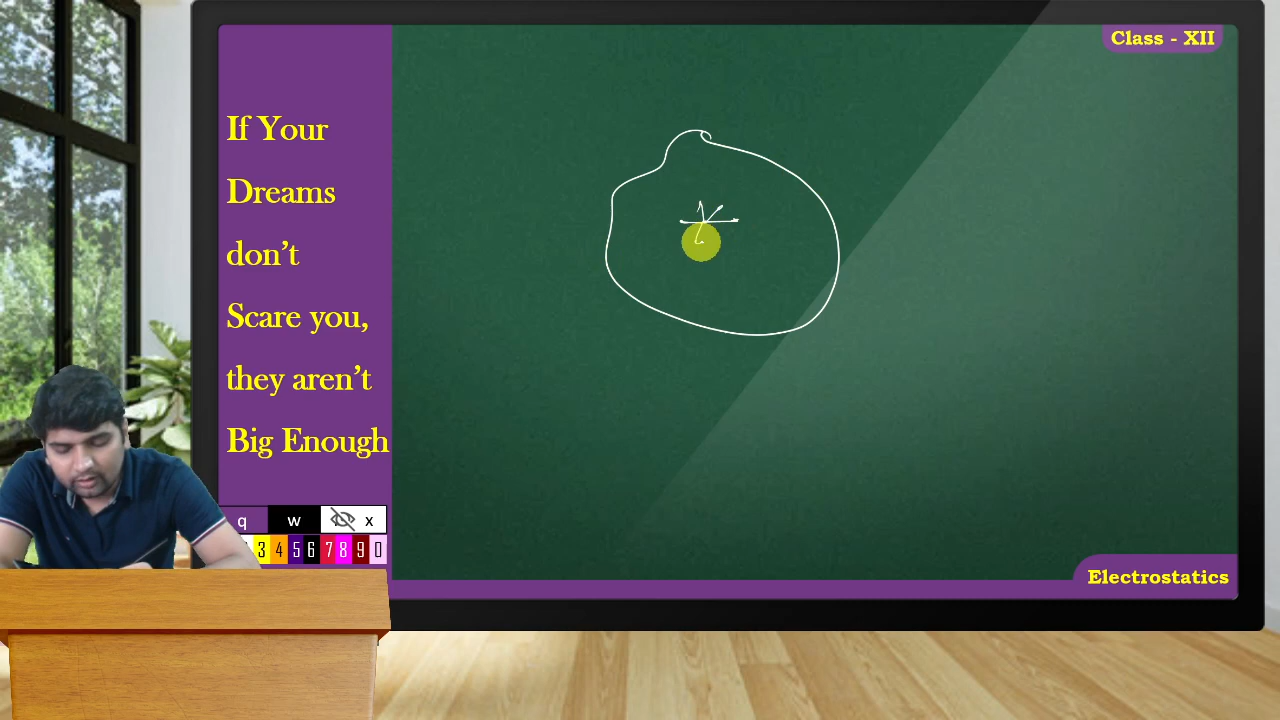 Class - XII
If Your
Dreams
don't
Scare you,
they aren't
Big Enough
q w x
3 4 5 6 7 8 9 0
Electrostatics